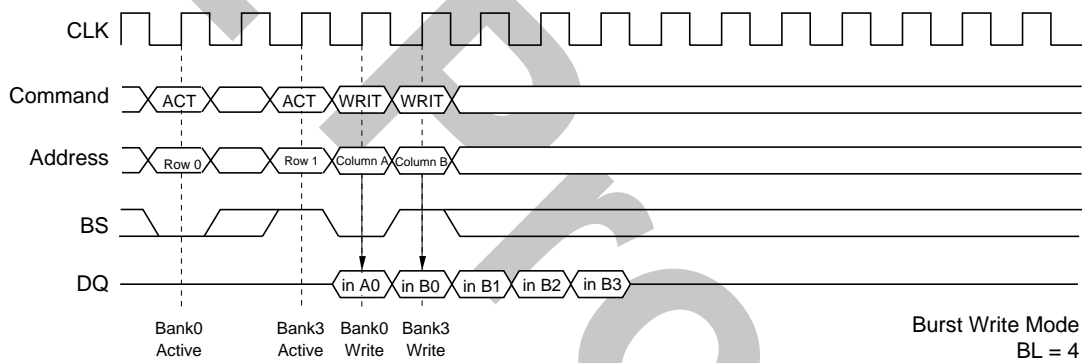 CLK
Command ACT ACT WRIT WRIT
Address Row 0 Row 1 Column A Column B
BS
DQ in A0 in B0 in B1 in B2 in B3
Bank0 Bank3 Bank0 Bank3
Active Active Write Write
Burst Write Mode
BL = 4